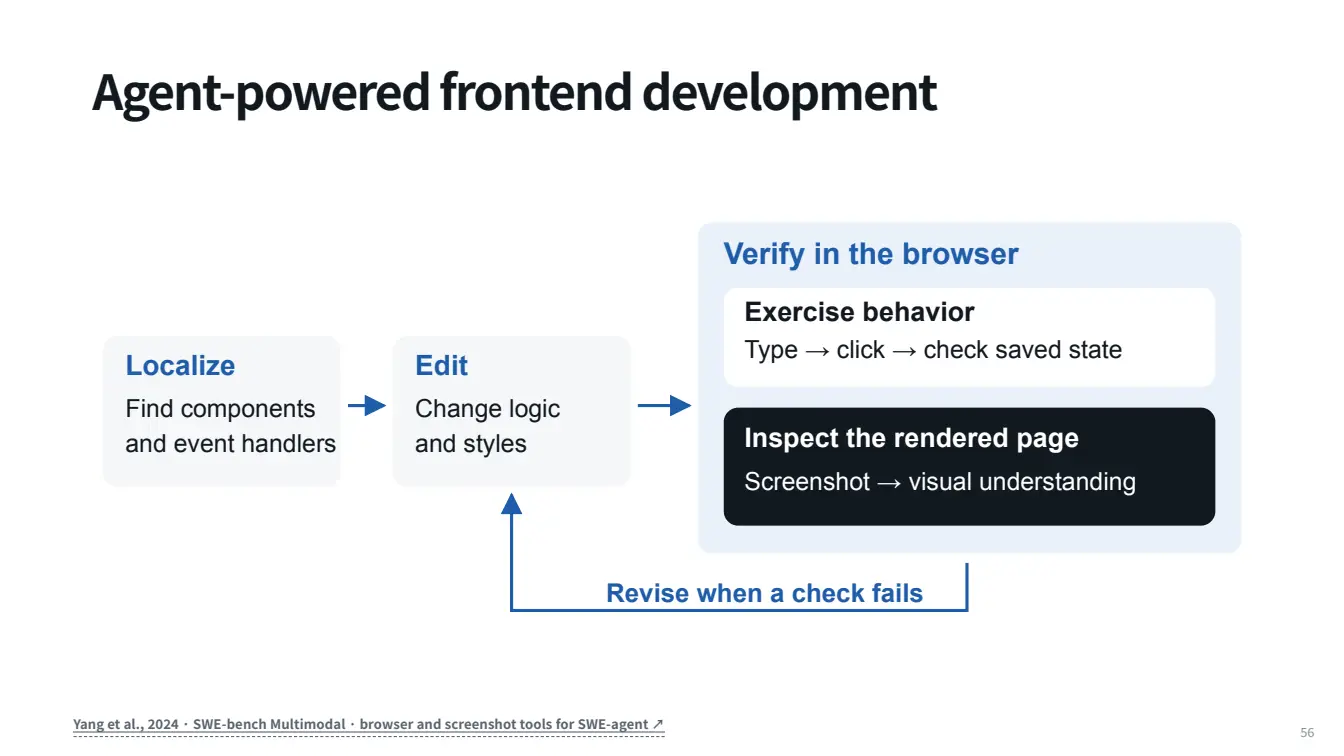 Agent-powered frontend development
Verify in the browser
Exercise behavior
Type → click → check saved state
Localize
Find components
and event handlers
Edit
Change logic
and styles
Inspect the rendered page
Screenshot → visual understanding
Revise when a check fails
Yang et al., 2024 · SWE-bench Multimodal · browser and screenshot tools for SWE-agent ↗
56